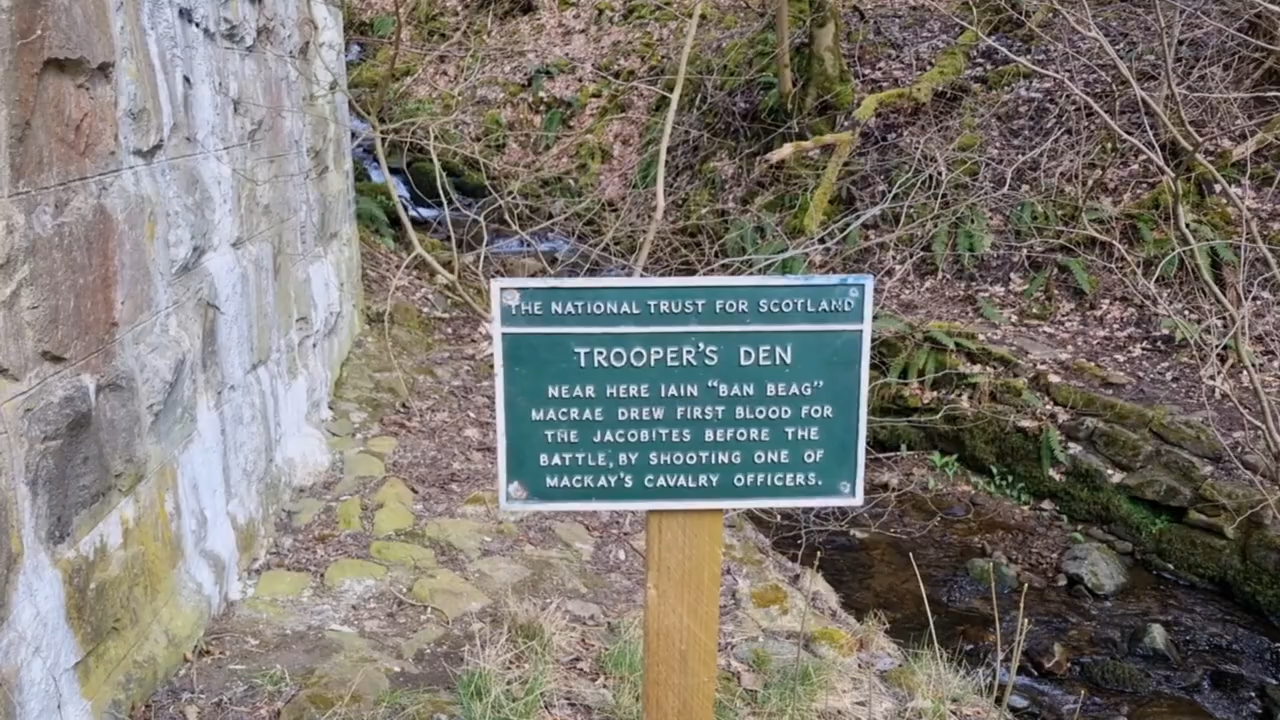 THE NATIONAL TRUST FOR SCOTLAND
TROOPER'S DEN
NEAR HERE IAIN "BAN BEAG"
MACRAE DREW FIRST BLOOD FOR
THE JACOBITES BEFORE THE
BATTLE, BY SHOOTING ONE OF
MACKAY'S CAVALRY OFFICERS.